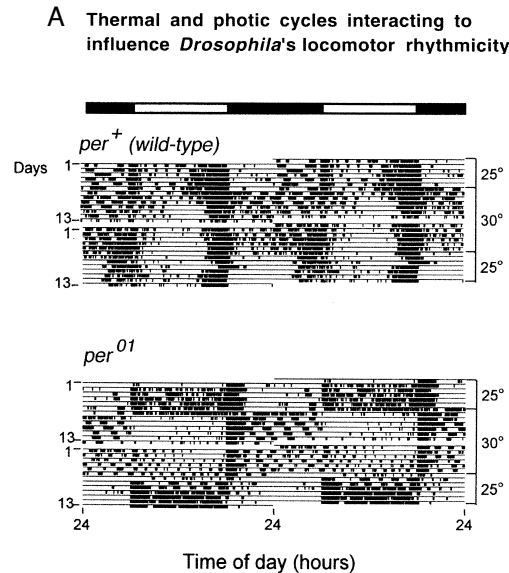 A Thermal and photic cycles interacting to
influence Drosophila's locomotor rhythmicity
per+ (wild-type)
Days 1
25°
13
30°
1
25°
13
per01
1
25°
13
30°
1
25°
13
24 24 24
Time of day (hours)